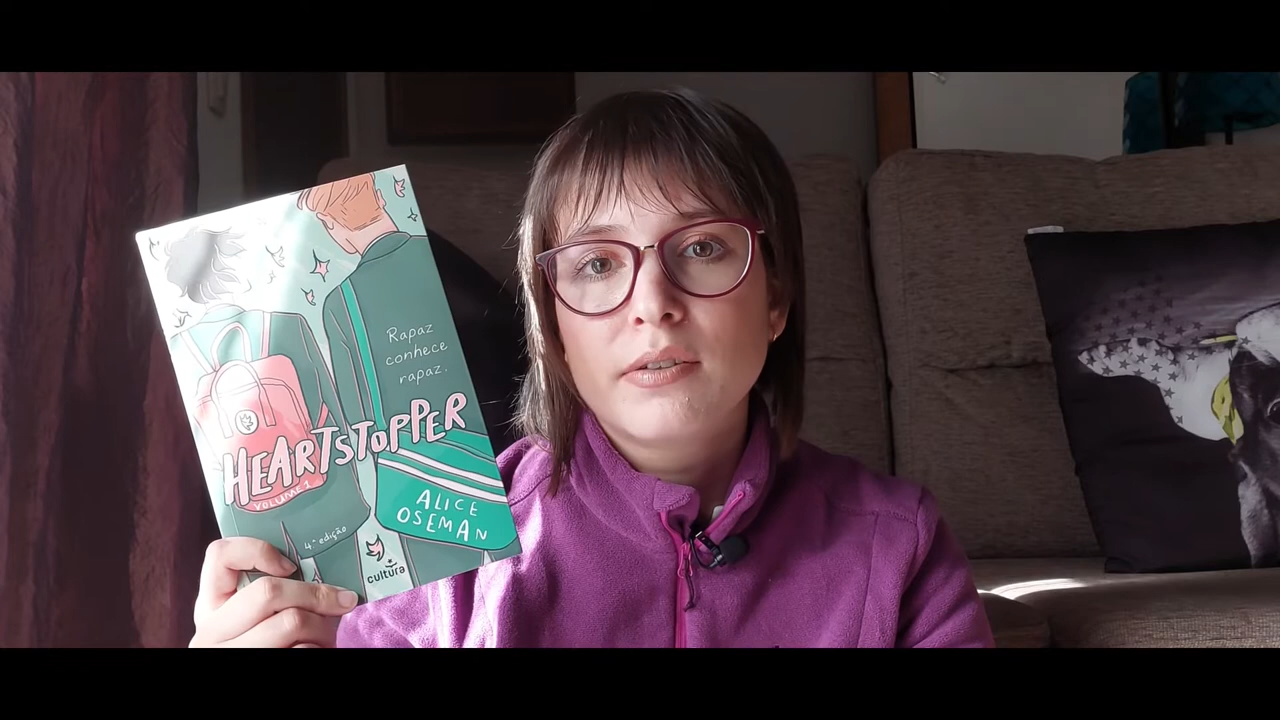 Rapaz
conhece
rapaz.
HEARTSTOPPER
VOLUME 1
ALICE
OSEMAN
4.ª edição
cultura